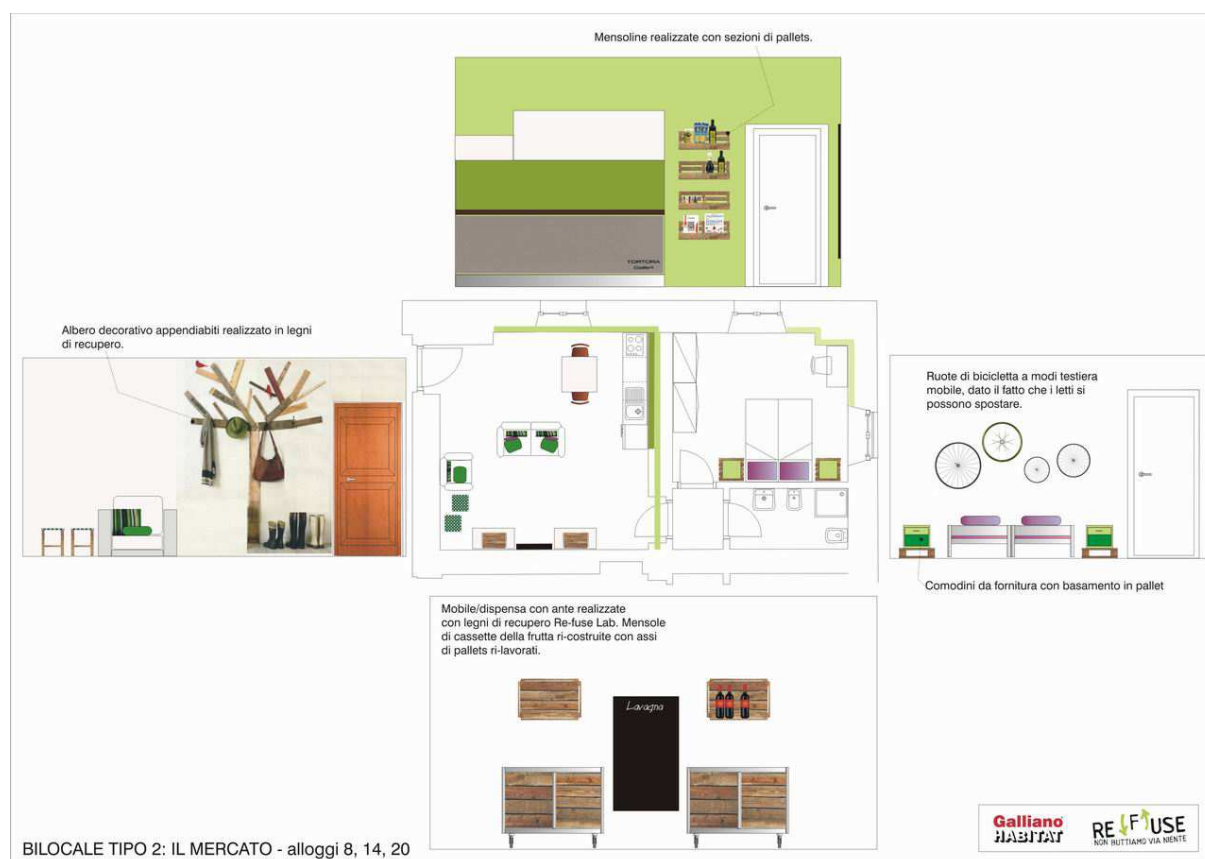 Mensoline realizzate con sezioni di pallets.
TORTORA
Albero decorativo appendiabiti realizzato in legni
di recupero.
Ruote di bicicletta a modi testiera
mobile, dato il fatto che i letti si
possono spostare.
Comodini da fornitura con basamento in pallet
Mobile/dispensa con ante realizzate
con legni di recupero Re-fuse Lab. Mensole
di cassette della frutta ri-costruite con assi
di pallets ri-lavorati.
Lavagna
BILOCALE TIPO 2: IL MERCATO - alloggi 8, 14, 20
Galliano
HABITAT
RE FUSE
NON BUTTIAMO VIA NIENTE